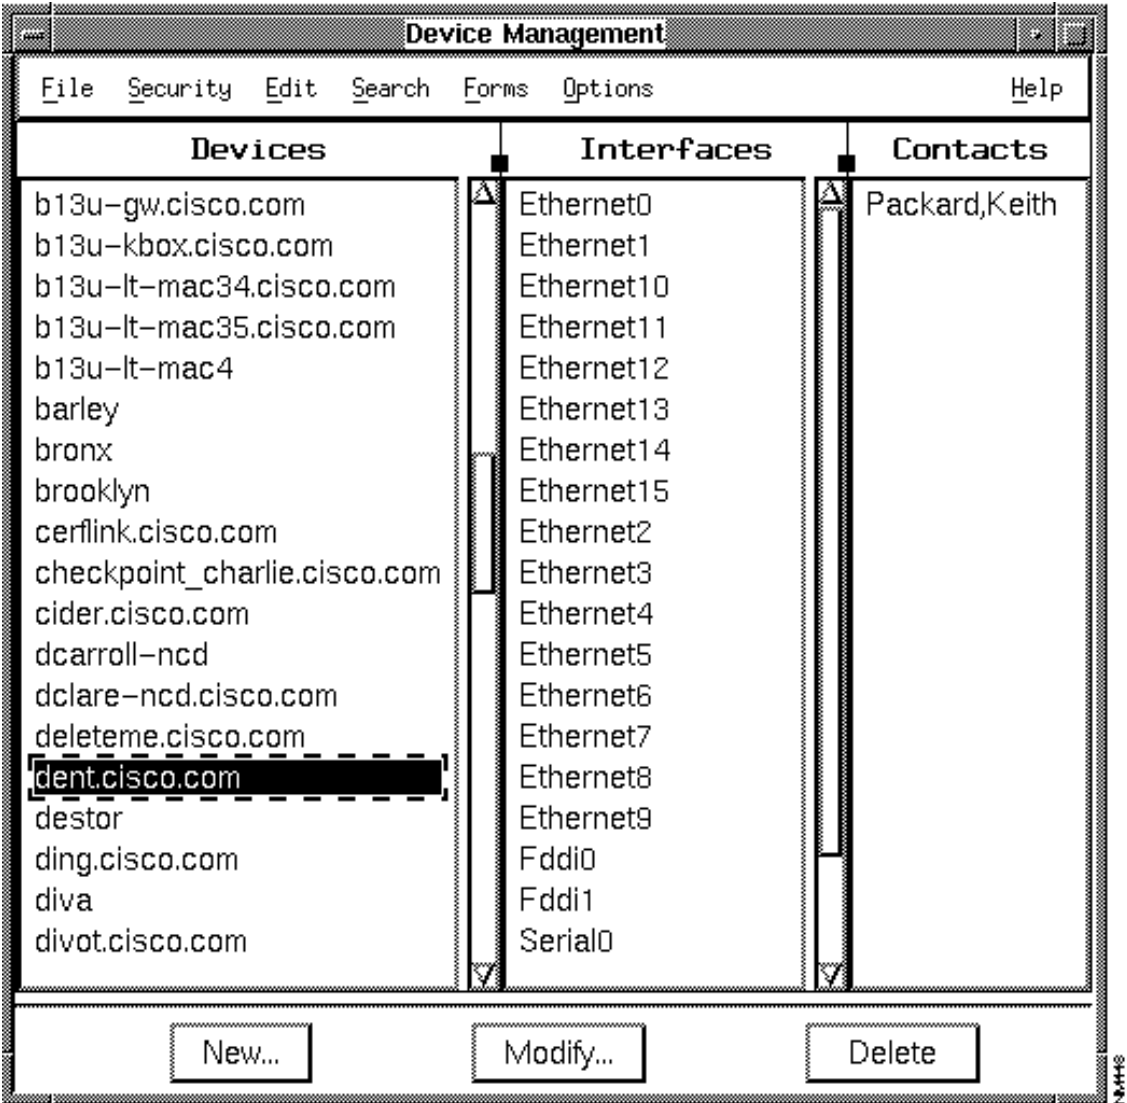 Device Management
File Security Edit Search Forms Options Help
Devices Interfaces Contacts
b13u-gw.cisco.com Ethernet0 Packard,Keith
b13u-kbox.cisco.com Ethernet1
b13u-lt-mac34.cisco.com Ethernet10
b13u-lt-mac35.cisco.com Ethernet11
b13u-lt-mac4 Ethernet12
barley Ethernet13
bronx Ethernet14
brooklyn Ethernet15
cerflink.cisco.com Ethernet2
checkpoint_charlie.cisco.com Ethernet3
cider.cisco.com Ethernet4
dcarroll-ncd Ethernet5
dclare-ncd.cisco.com Ethernet6
deleteme.cisco.com Ethernet7
dent.cisco.com Ethernet8
destor Ethernet9
ding.cisco.com Fddi0
diva Fddi1
divot.cisco.com Serial0
New... Modify... Delete